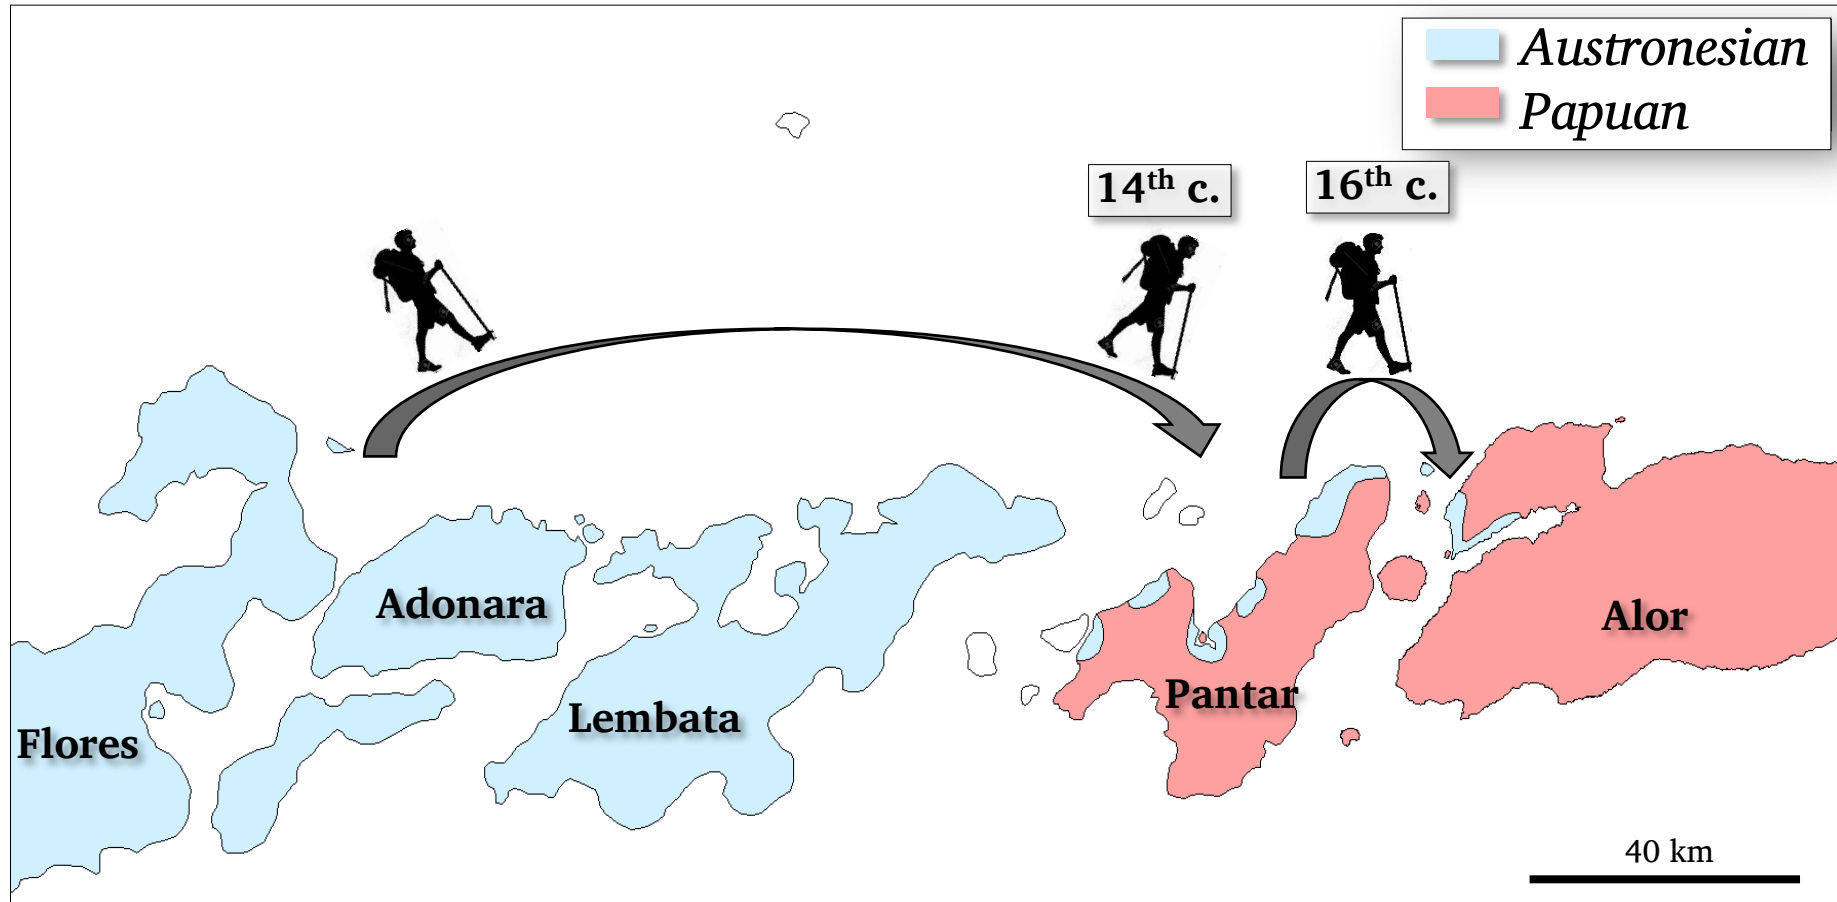 Austronesian
Papuan
14th c.
16th c.
Adonara
Alor
Pantar
Lembata
Flores
40 km